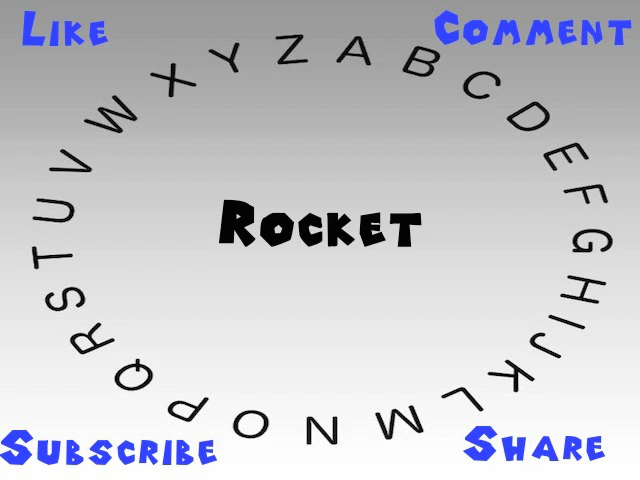 Like
Comment
A B C D E F G H I J K L M N O P Q R S T U V W X Y Z
Rocket
Subscribe
Share